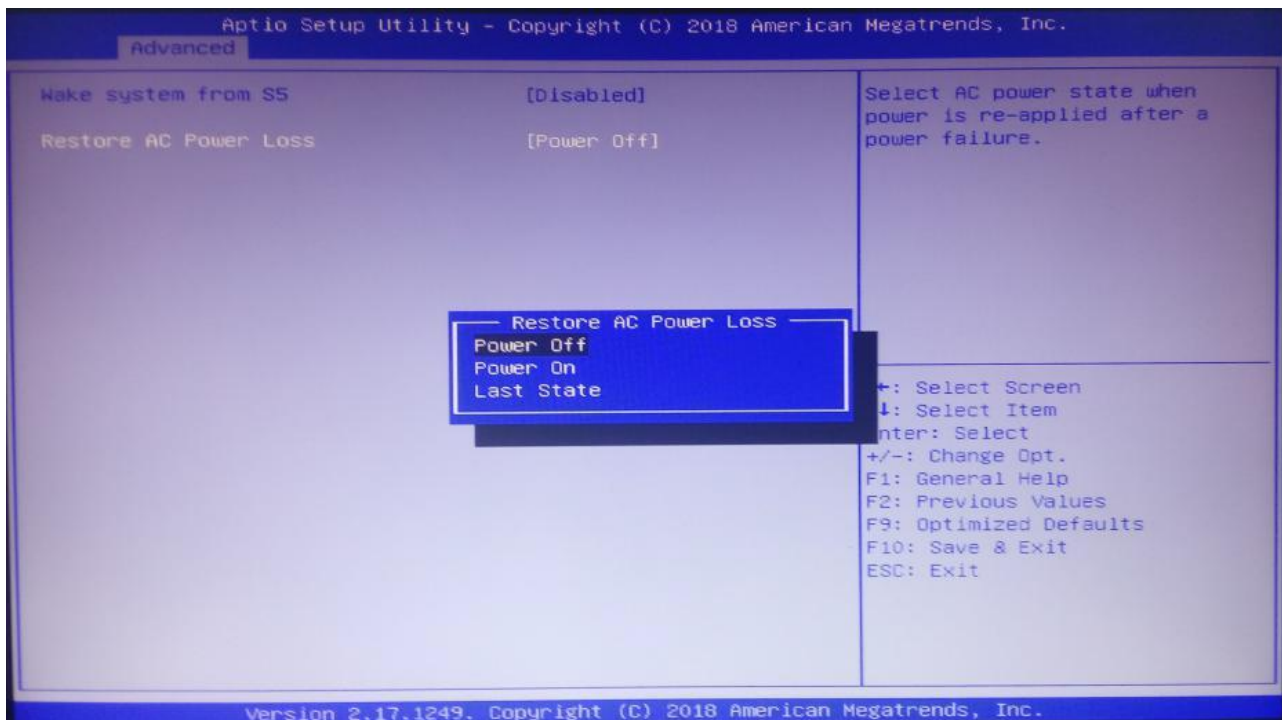 Aptio Setup Utility – Copyright (C) 2018 American Megatrends, Inc.
Advanced
Wake system from S5 [Disabled]
Restore AC Power Loss [Power Off]
Select AC power state when
power is re-applied after a
power failure.
Restore AC Power Loss
Power Off
Power On
Last State
←: Select Screen
↓: Select Item
nter: Select
+/-: Change Opt.
F1: General Help
F2: Previous Values
F9: Optimized Defaults
F10: Save & Exit
ESC: Exit
Version 2.17.1249. Copyright (C) 2018 American Megatrends, Inc.